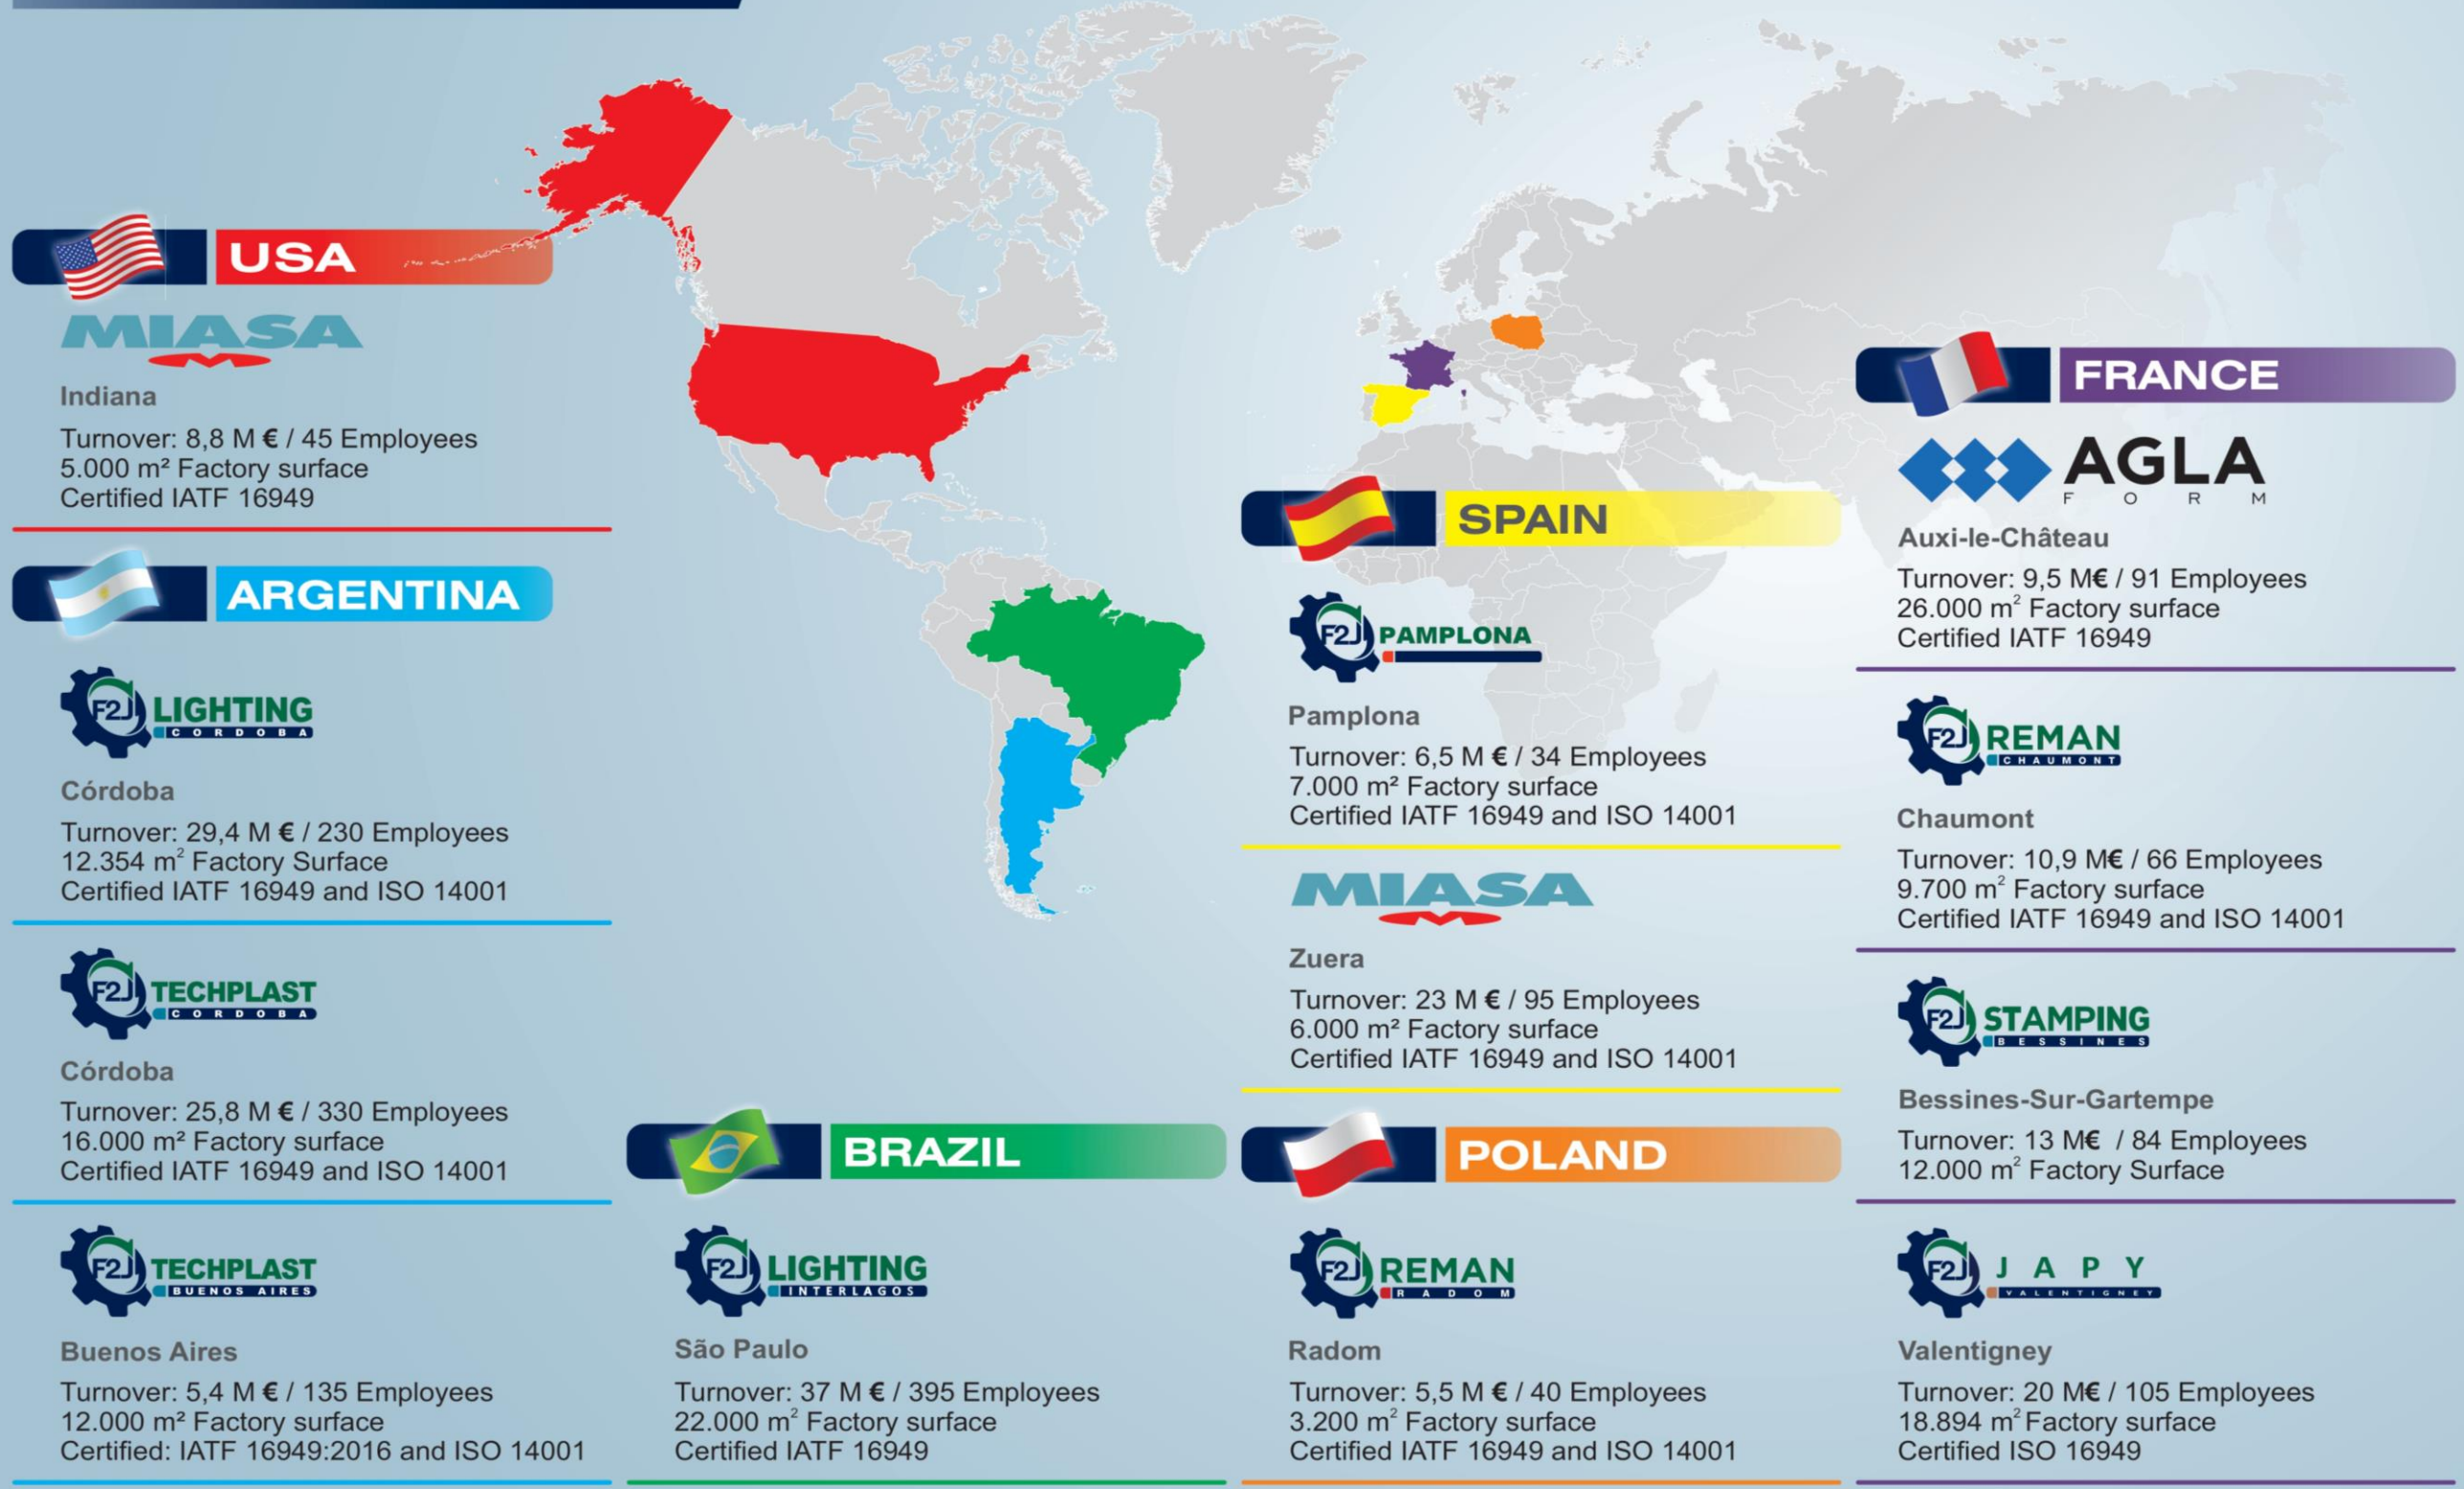 USA
MIASA
Indiana
Turnover: 8,8 M € / 45 Employees
5.000 m² Factory surface
Certified IATF 16949
ARGENTINA
F2J LIGHTING
CORDOBA
Córdoba
Turnover: 29,4 M € / 230 Employees
12.354 m² Factory Surface
Certified IATF 16949 and ISO 14001
F2J TECHPLAST
CORDOBA
Córdoba
Turnover: 25,8 M € / 330 Employees
16.000 m² Factory surface
Certified IATF 16949 and ISO 14001
F2J TECHPLAST
BUENOS AIRES
Buenos Aires
Turnover: 5,4 M € / 135 Employees
12.000 m² Factory surface
Certified: IATF 16949:2016 and ISO 14001
BRAZIL
F2J LIGHTING
INTERLAGOS
São Paulo
Turnover: 37 M € / 395 Employees
22.000 m² Factory surface
Certified IATF 16949
SPAIN
F2J PAMPLONA
Pamplona
Turnover: 6,5 M € / 34 Employees
7.000 m² Factory surface
Certified IATF 16949 and ISO 14001
MIASA
Zuera
Turnover: 23 M € / 95 Employees
6.000 m² Factory surface
Certified IATF 16949 and ISO 14001
POLAND
F2J REMAN
RADOM
Radom
Turnover: 5,5 M € / 40 Employees
3.200 m² Factory surface
Certified IATF 16949 and ISO 14001
FRANCE
AGLA
FORM
Auxi-le-Château
Turnover: 9,5 M€ / 91 Employees
26.000 m² Factory surface
Certified IATF 16949
F2J REMAN
CHAUMONT
Chaumont
Turnover: 10,9 M€ / 66 Employees
9.700 m² Factory surface
Certified IATF 16949 and ISO 14001
F2J STAMPING
BESSINES
Bessines-Sur-Gartempe
Turnover: 13 M€ / 84 Employees
12.000 m² Factory Surface
F2J JAPY
VALENTIGNEY
Valentigney
Turnover: 20 M€ / 105 Employees
18.894 m² Factory surface
Certified ISO 16949